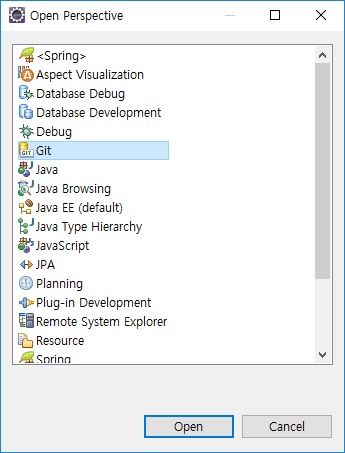 Open Perspective
<Spring>
Aspect Visualization
Database Debug
Database Development
Debug
GIT Git
Java
Java Browsing
Java EE (default)
Java Type Hierarchy
JavaScript
JPA
Planning
Plug-in Development
Remote System Explorer
Resource
Spring
Open Cancel